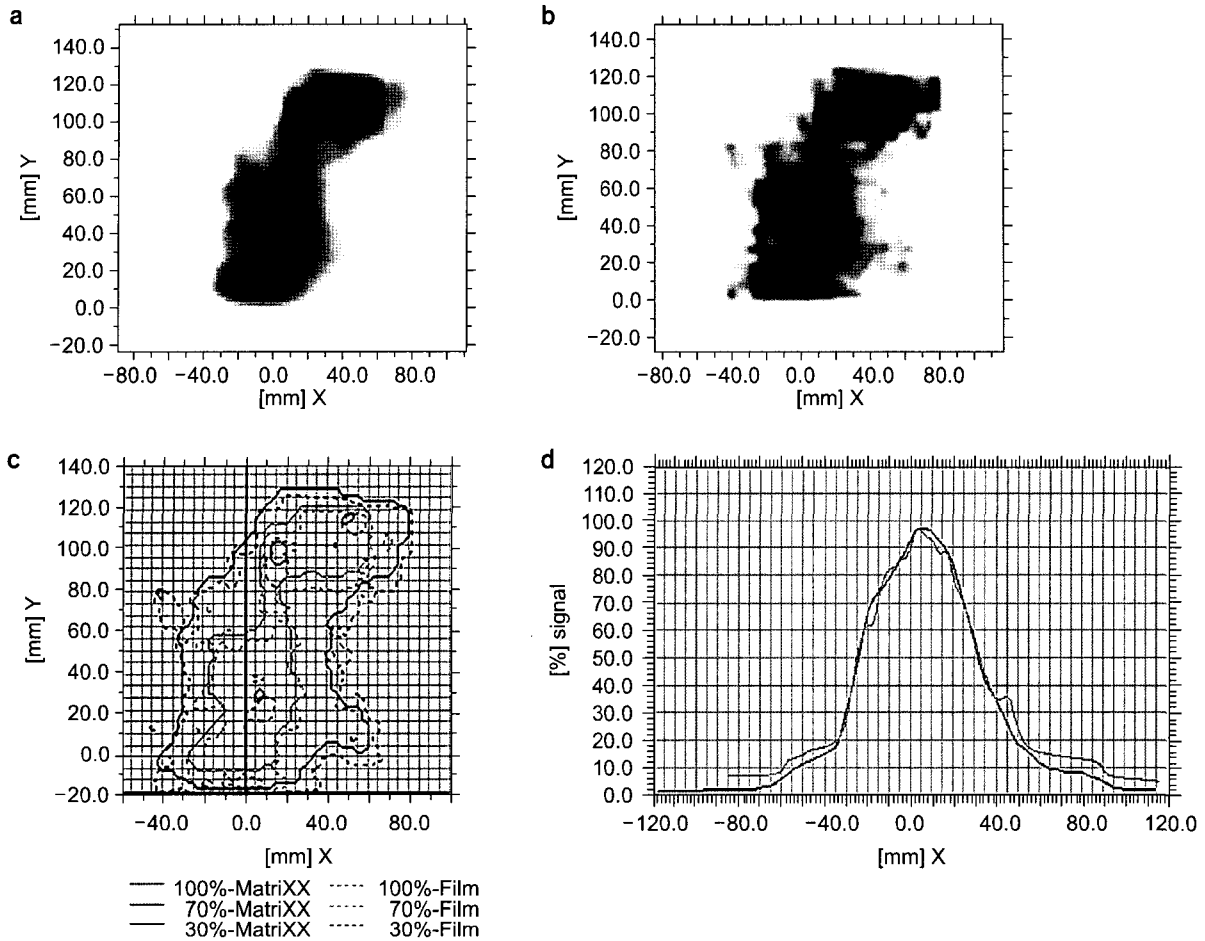 a
140.0
120.0
100.0
80.0
60.0
40.0
20.0
0.0
−20.0
[mm] Y
−80.0 −40.0 0.0 40.0 80.0
[mm] X
b
140.0
120.0
100.0
80.0
60.0
40.0
20.0
0.0
−20.0
[mm] Y
−80.0 −40.0 0.0 40.0 80.0
[mm] X
c
140.0
120.0
100.0
80.0
60.0
40.0
20.0
0.0
−20.0
[mm] Y
−40.0 0.0 40.0 80.0
[mm] X
100%-MatriXX 100%-Film
70%-MatriXX 70%-Film
30%-MatriXX 30%-Film
d
120.0
110.0
100.0
90.0
80.0
70.0
60.0
50.0
40.0
30.0
20.0
10.0
0.0
[%] signal
−120.0 −80.0 −40.0 0.0 40.0 80.0 120.0
[mm] X